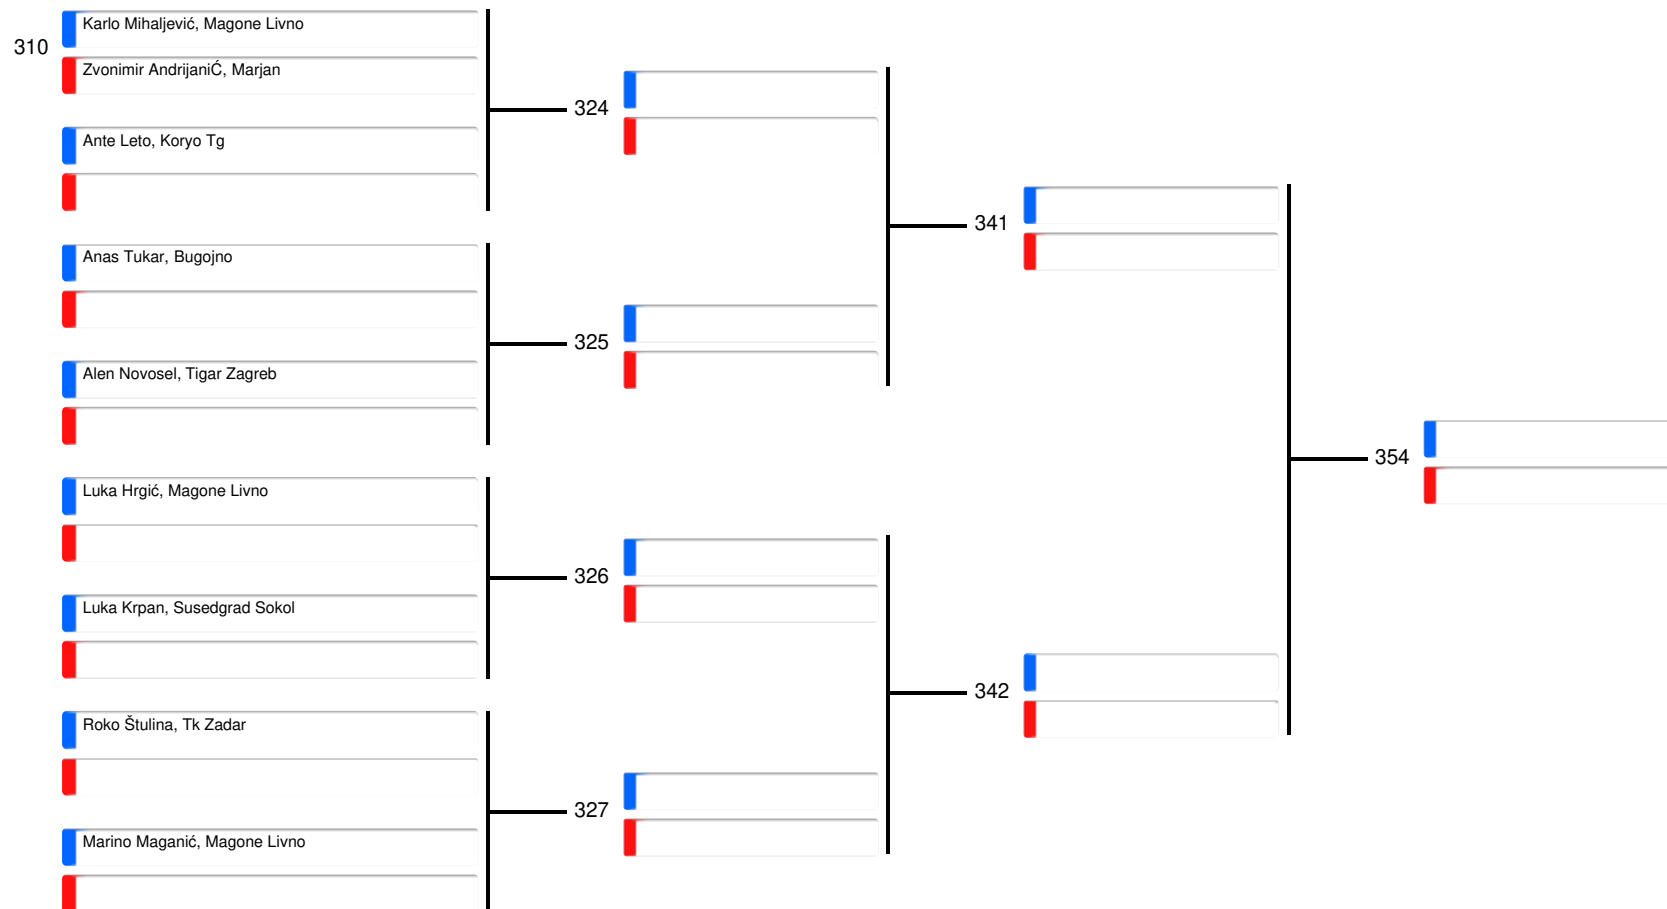 Karlo Mihaljević, Magone Livno
310
Zvonimir AndrijaniĆ, Marjan
324
Ante Leto, Koryo Tg
341
Anas Tukar, Bugojno
325
Alen Novosel, Tigar Zagreb
354
Luka Hrgić, Magone Livno
326
Luka Krpan, Susedgrad Sokol
342
Roko Štulina, Tk Zadar
327
Marino Maganić, Magone Livno